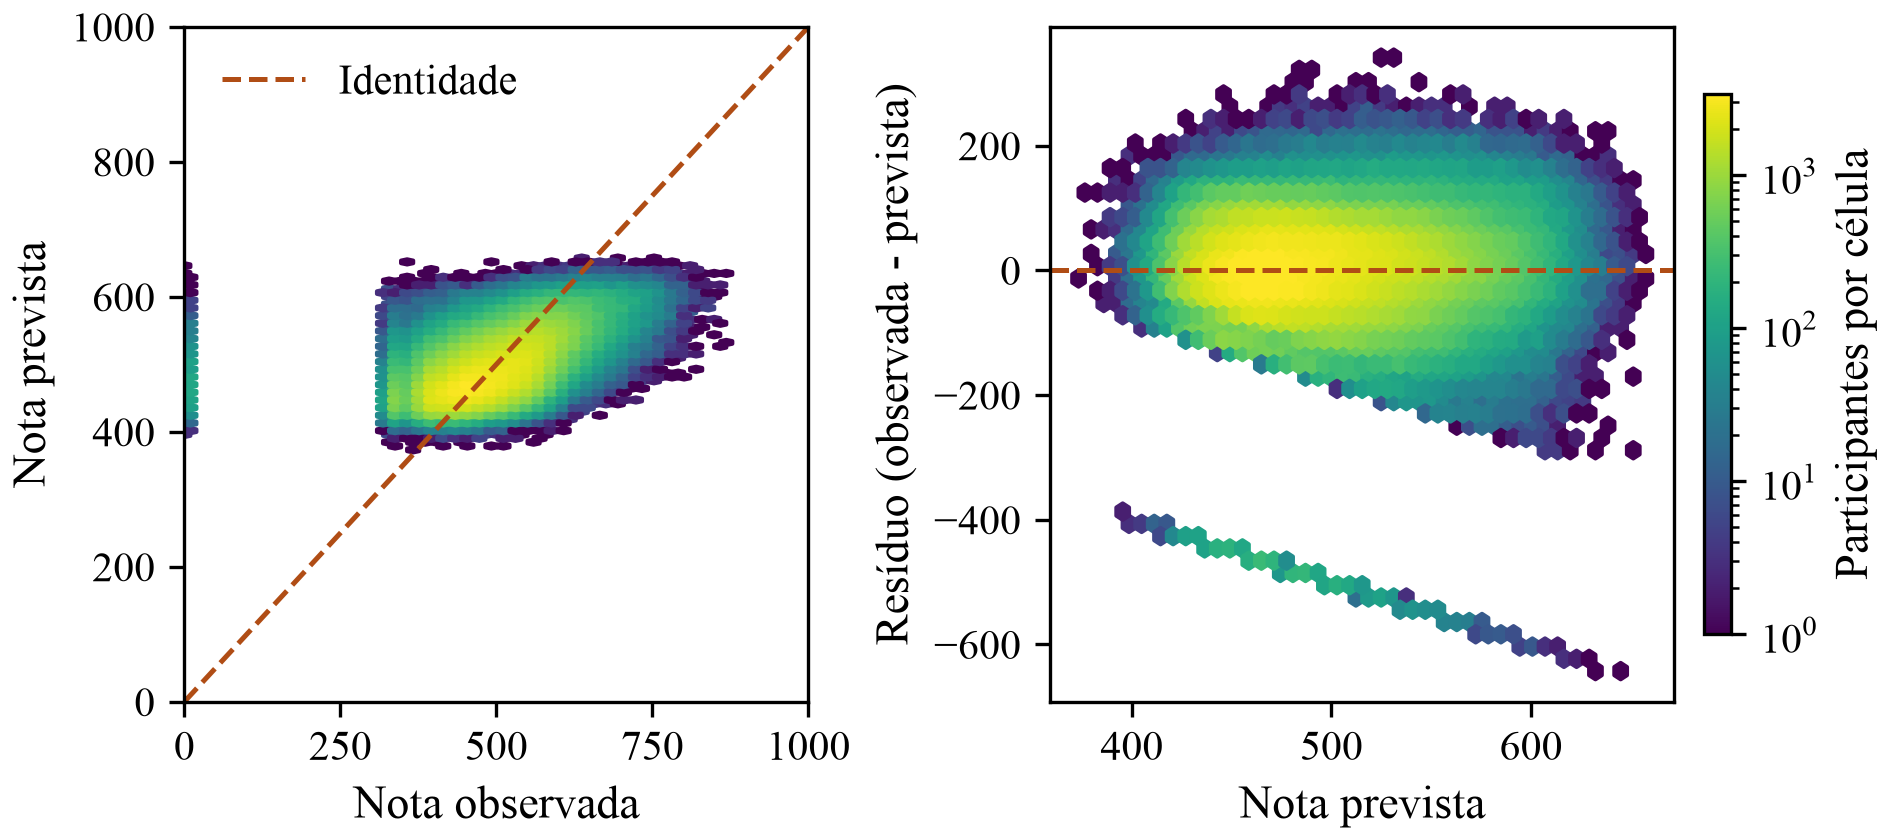 1000
800
600
400
200
0
Nota prevista
Identidade
0 250 500 750 1000
Nota observada
200
0
−200
−400
−600
Resíduo (observada - prevista)
400 500 600
Nota prevista
10³
10²
10¹
10⁰
Participantes por célula